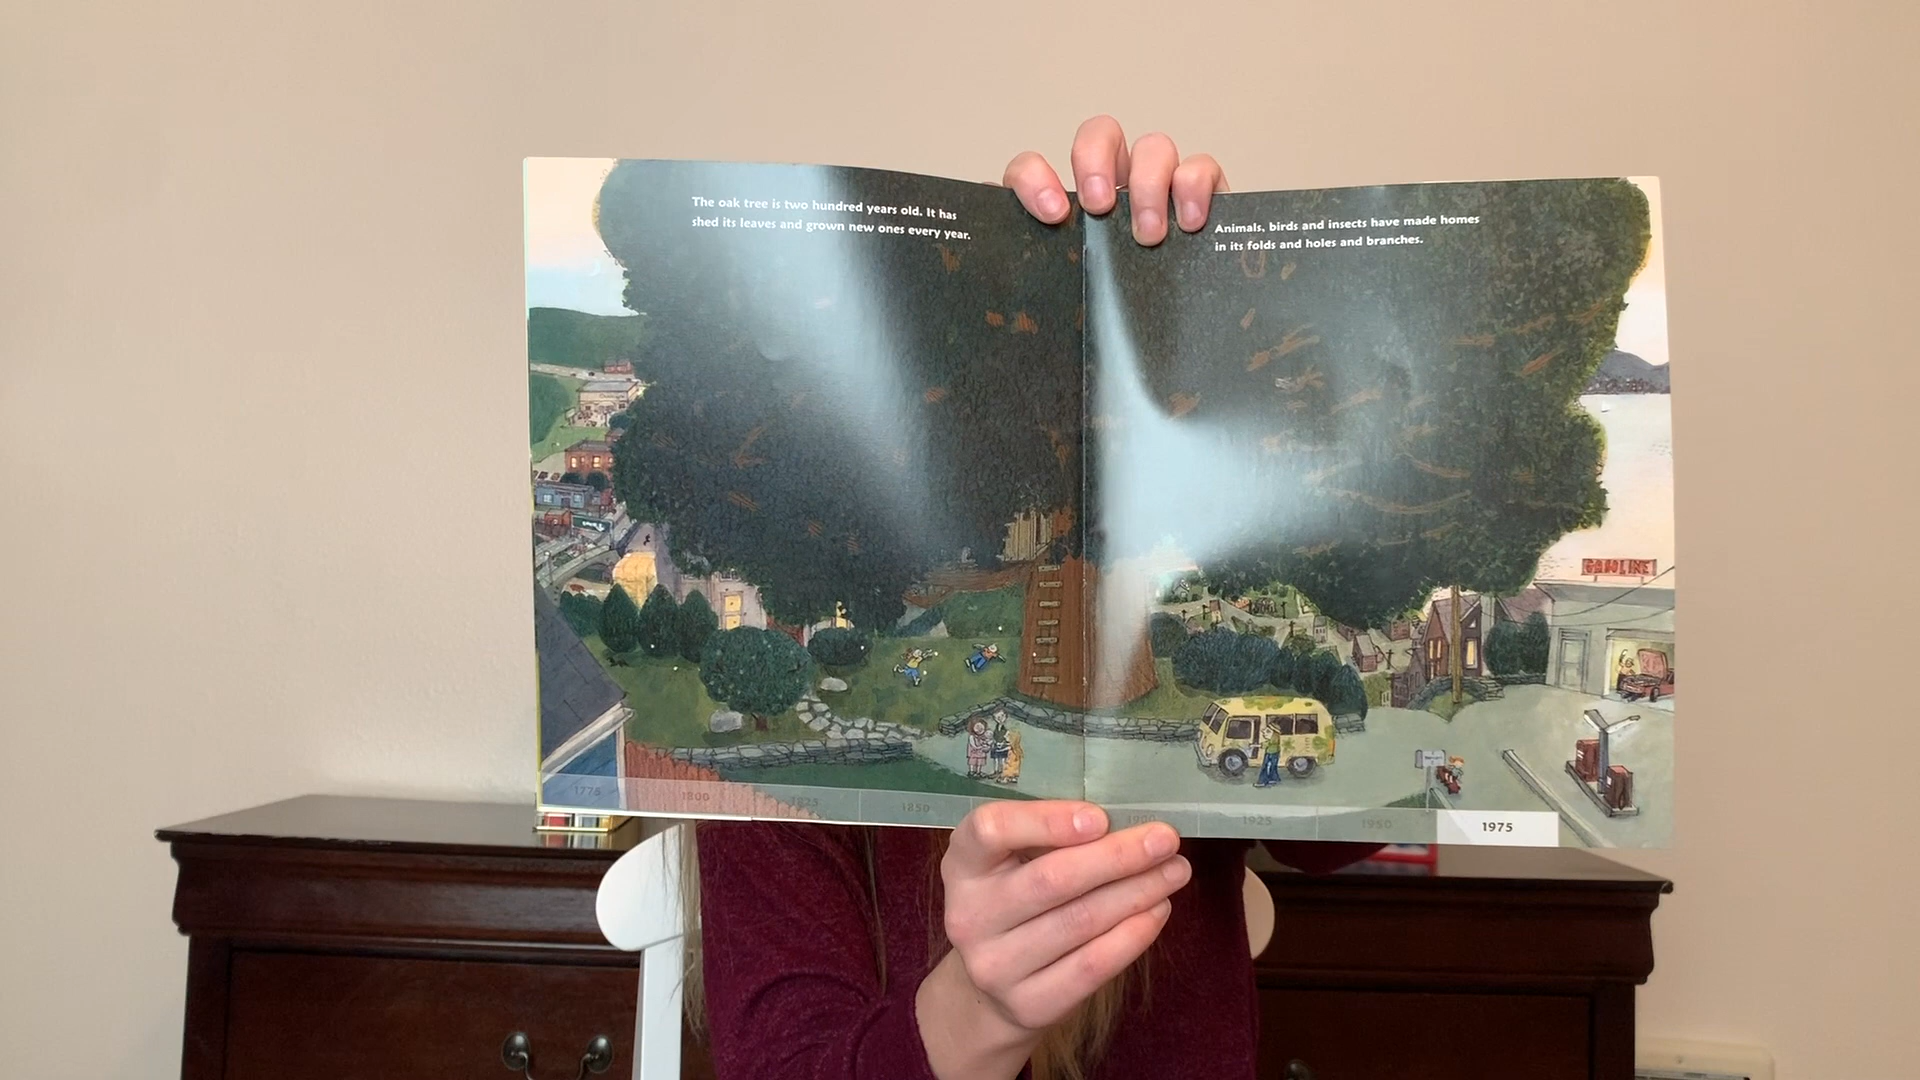 The oak tree is two hundred years old. It has
shed its leaves and grown new ones every year.
Animals, birds and insects have made homes
in its folds and holes and branches.
GASOLINE
1775
1800
1825
1850
1900
1925
1950
1975